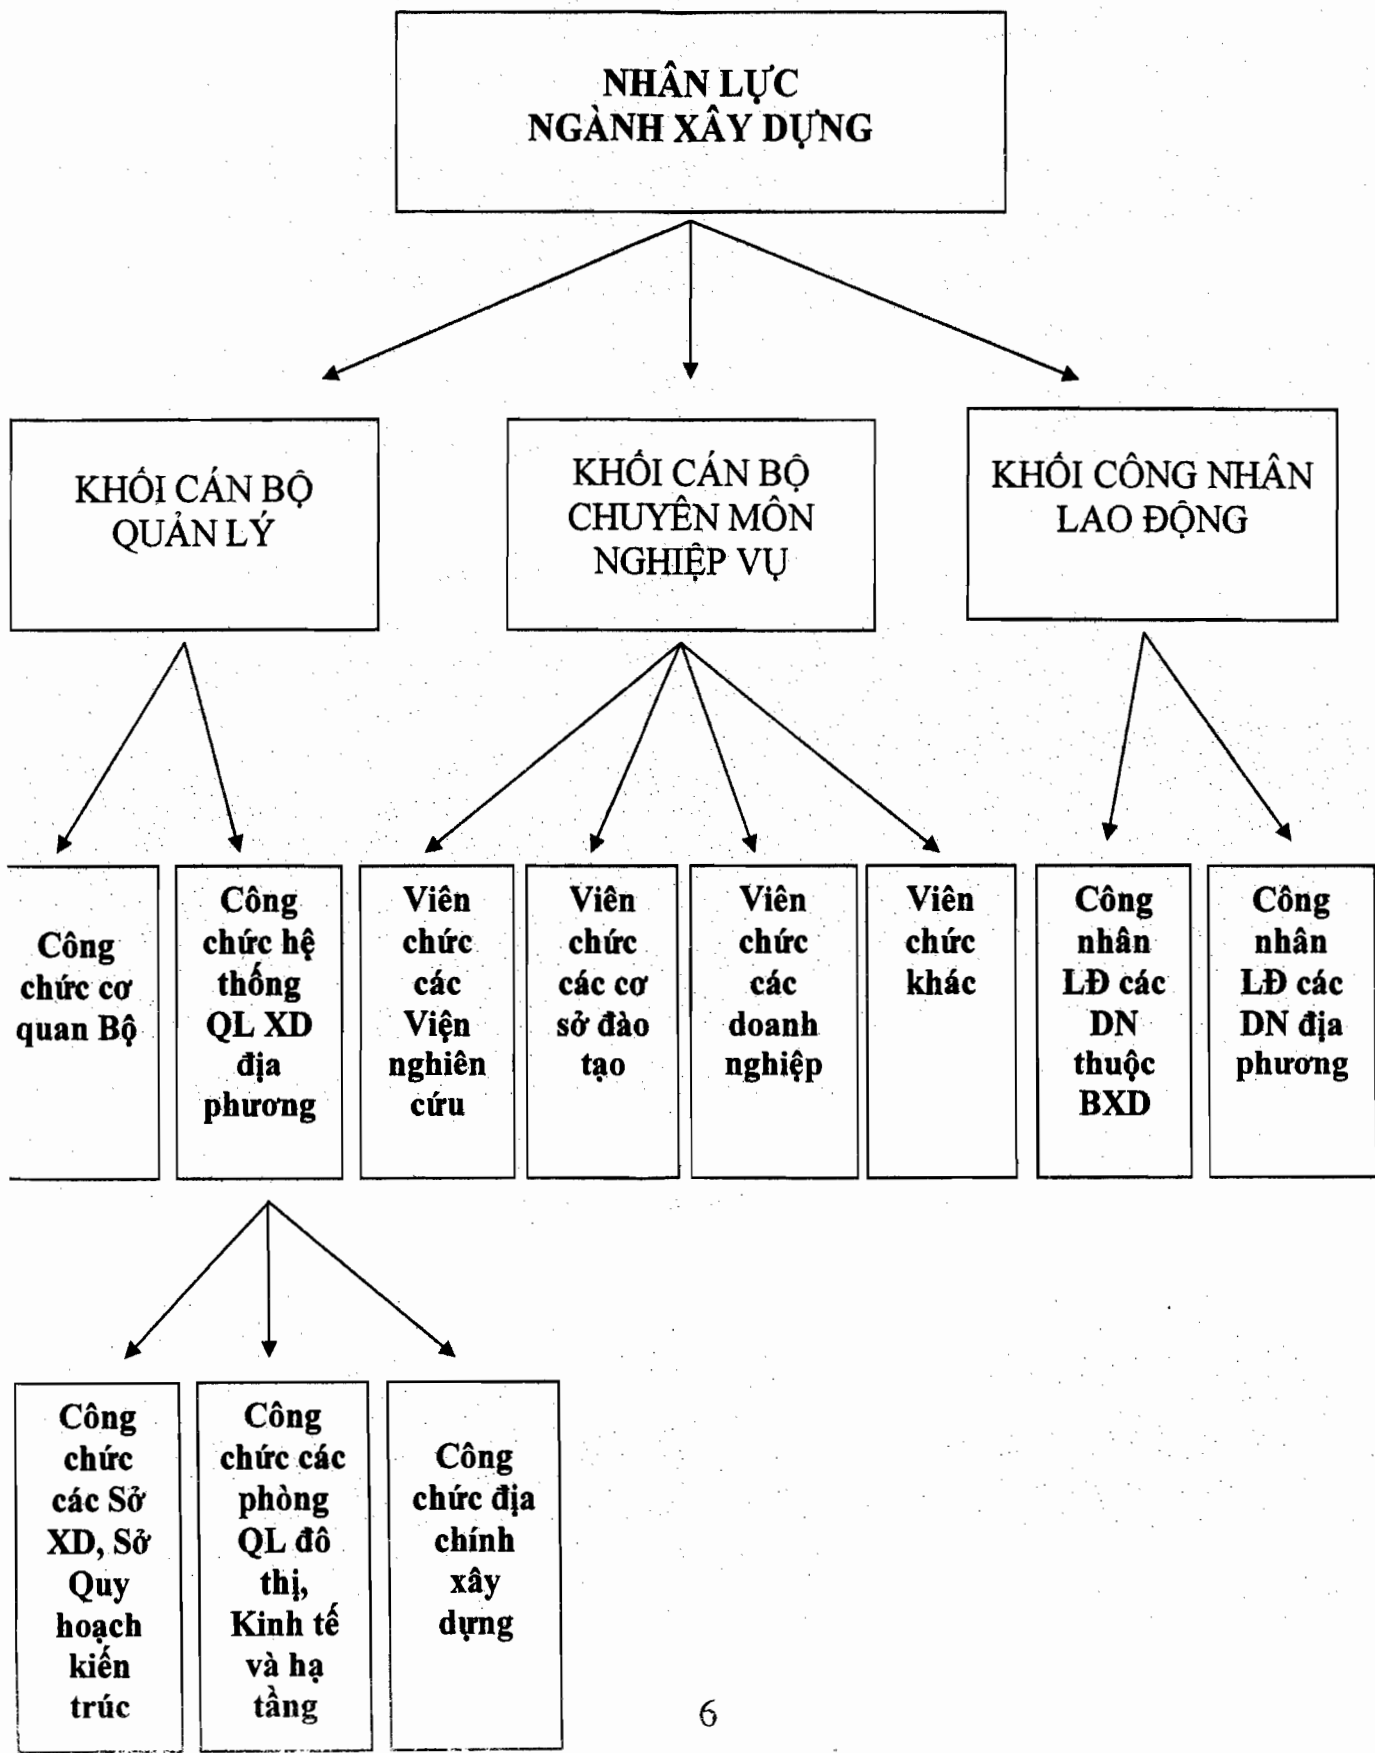 NHÂN LỰC
NGÀNH XÂY DỰNG
KHỐI CÁN BỘ
QUẢN LÝ
KHỐI CÁN BỘ
CHUYÊN MÔN
NGHIỆP VỤ
KHỐI CÔNG NHÂN
LAO ĐỘNG
Công
chức cơ
quan Bộ
Công
chức hệ
thống
QL XD
địa
phương
Viên
chức
các
Viện
nghiên
cứu
Viên
chức
các cơ
sở đào
tạo
Viên
chức
các
doanh
nghiệp
Viên
chức
khác
Công
nhân
LĐ các
DN
thuộc
BXD
Công
nhân
LĐ các
DN địa
phương
Công
chức
các Sở
XD, Sở
Quy
hoạch
kiến
trúc
Công
chức các
phòng
QL đô
thị,
Kinh tế
và hạ
tầng
Công
chức địa
chính
xây
dựng
6